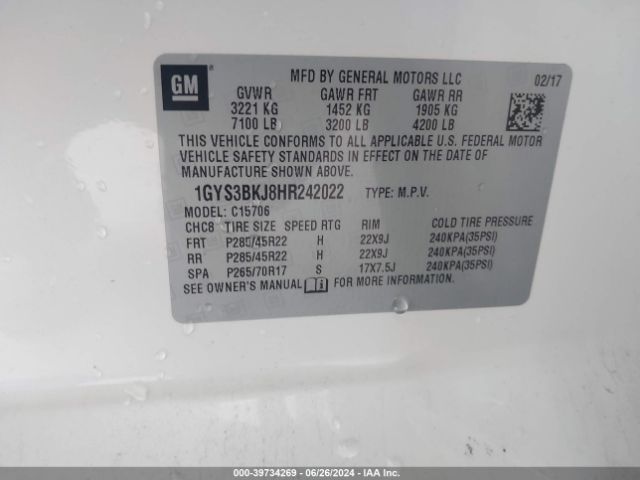 GM
MFD BY GENERAL MOTORS LLC 02/17
GVWR GAWR FRT GAWR RR
3221 KG 1452 KG 1905 KG
7100 LB 3200 LB 4200 LB
THIS VEHICLE CONFORMS TO ALL APPLICABLE U.S. FEDERAL MOTOR
VEHICLE SAFETY STANDARDS IN EFFECT ON THE DATE OF
MANUFACTURE SHOWN ABOVE.
1GYS3BKJ8HR242022 TYPE: M.P.V.
MODEL: C15706
CHC8 TIRE SIZE SPEED RTG RIM COLD TIRE PRESSURE
FRT P285/45R22 H 22X9J 240KPA(35PSI)
RR P285/45R22 H 22X9J 240KPA(35PSI)
SPA P265/70R17 S 17X7.5J 240KPA(35PSI)
SEE OWNER'S MANUAL FOR MORE INFORMATION.
000-39734269 - 06/26/2024 - IAA Inc.